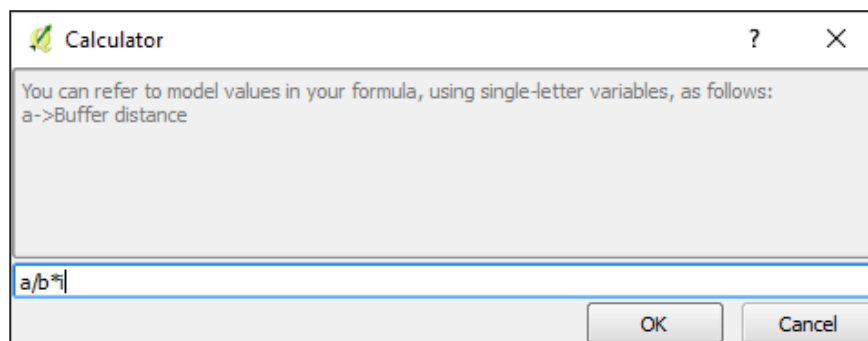 Calculator
?
You can refer to model values in your formula, using single-letter variables, as follows:
a->Buffer distance
a/b*i
OK
Cancel